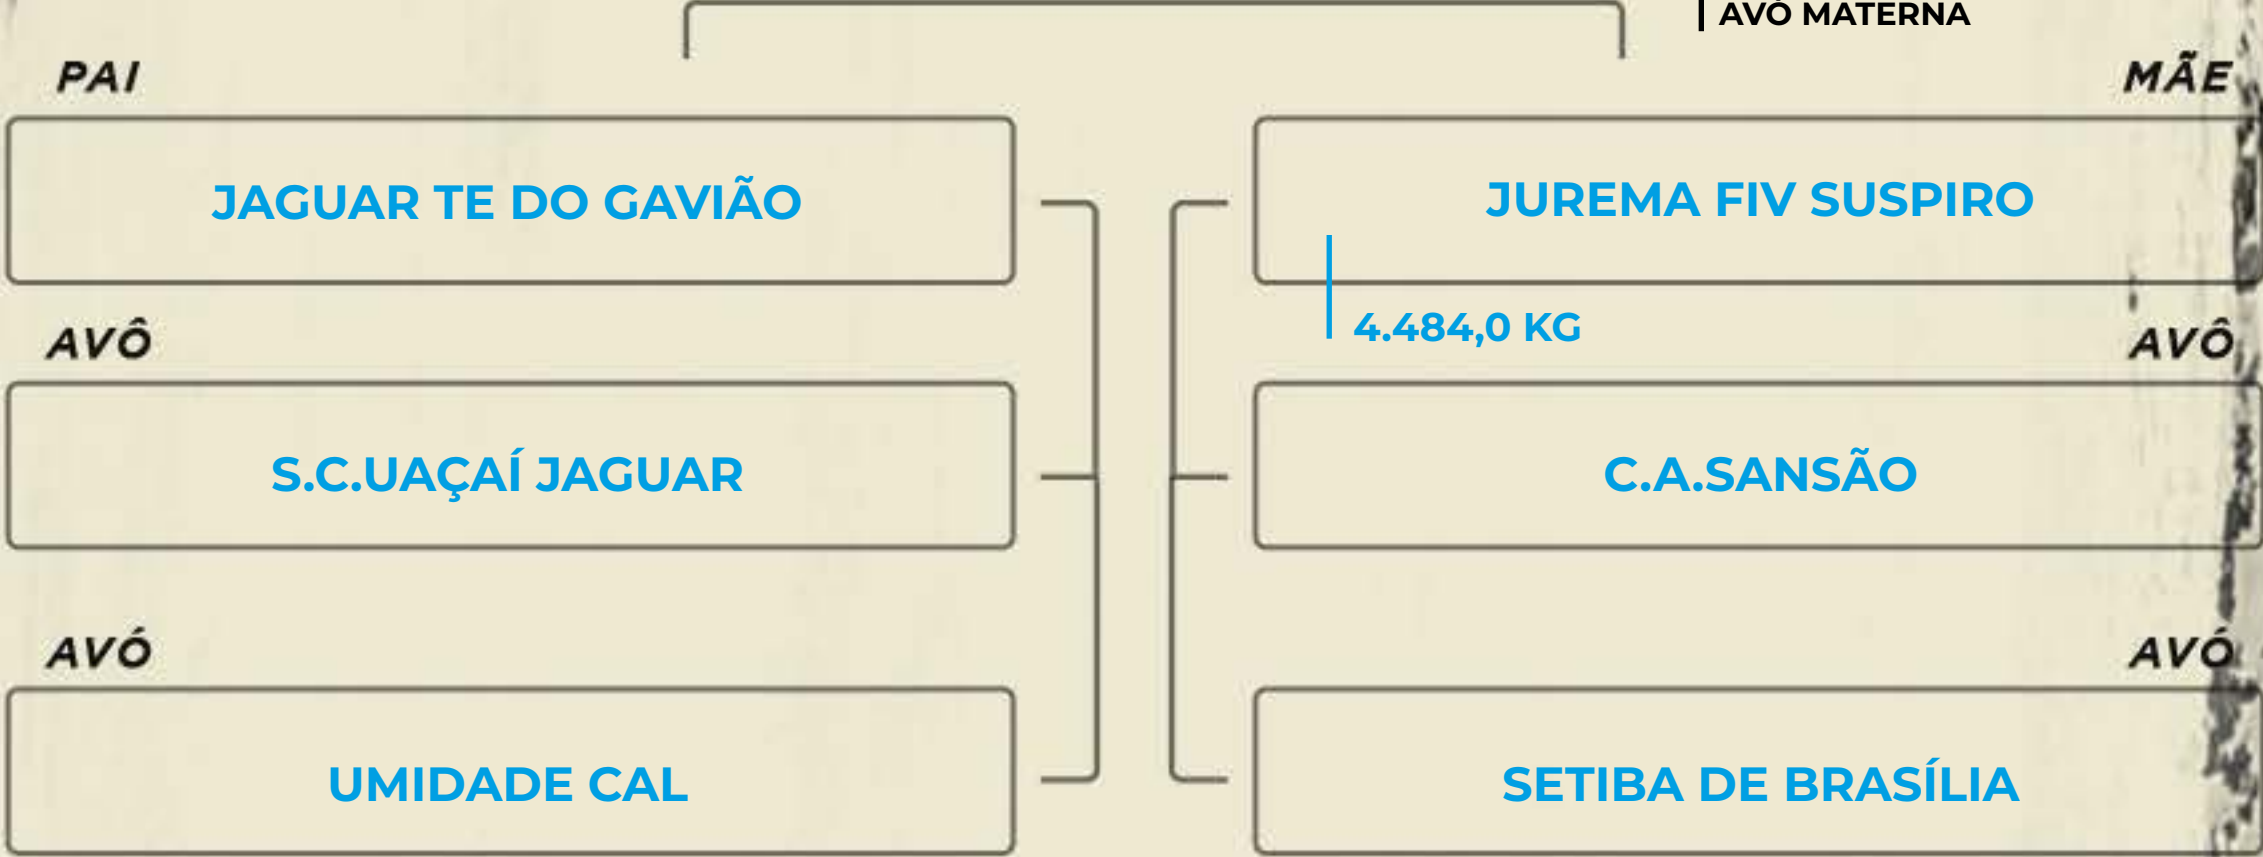 AVÓ MATERNA
PAI
MÃE
JAGUAR TE DO GAVIÃO
JUREMA FIV SUSPIRO
4.484,0 KG
AVÔ
AVÔ
S.C.UAÇAÍ JAGUAR
C.A.SANSÃO
AVÓ
AVÓ
UMIDADE CAL
SETIBA DE BRASÍLIA